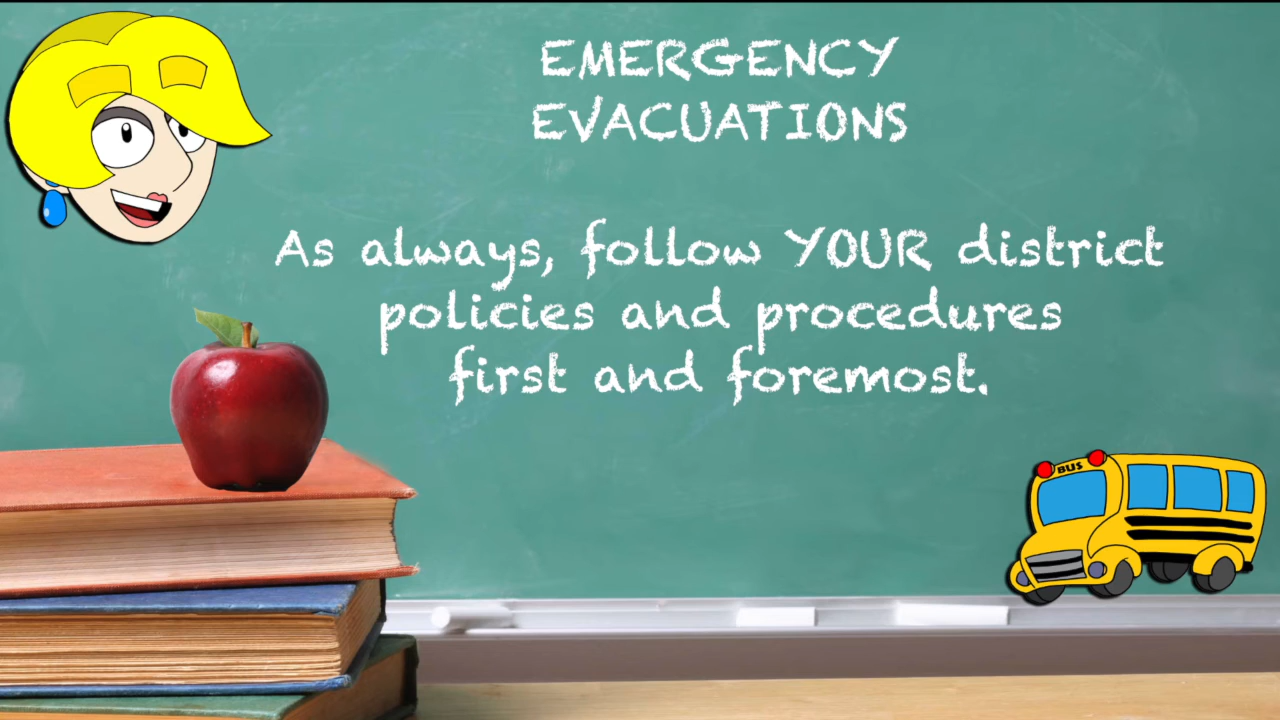 EMERGENCY
EVACUATIONS
As always, follow YOUR district
policies and procedures
first and foremost.
BUS